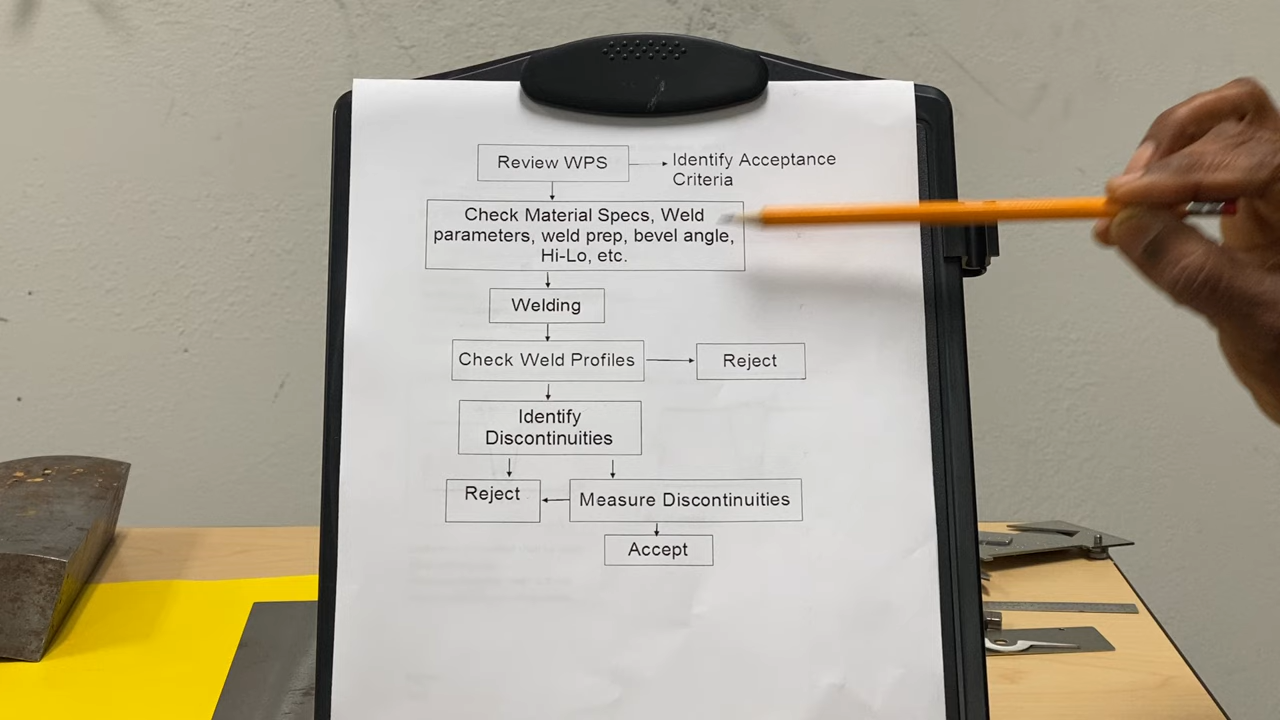 Review WPS
Identify Acceptance
Criteria
Check Material Specs, Weld
parameters, weld prep, bevel angle,
Hi-Lo, etc.
Welding
Check Weld Profiles
Reject
Identify
Discontinuities
Reject
Measure Discontinuities
Accept